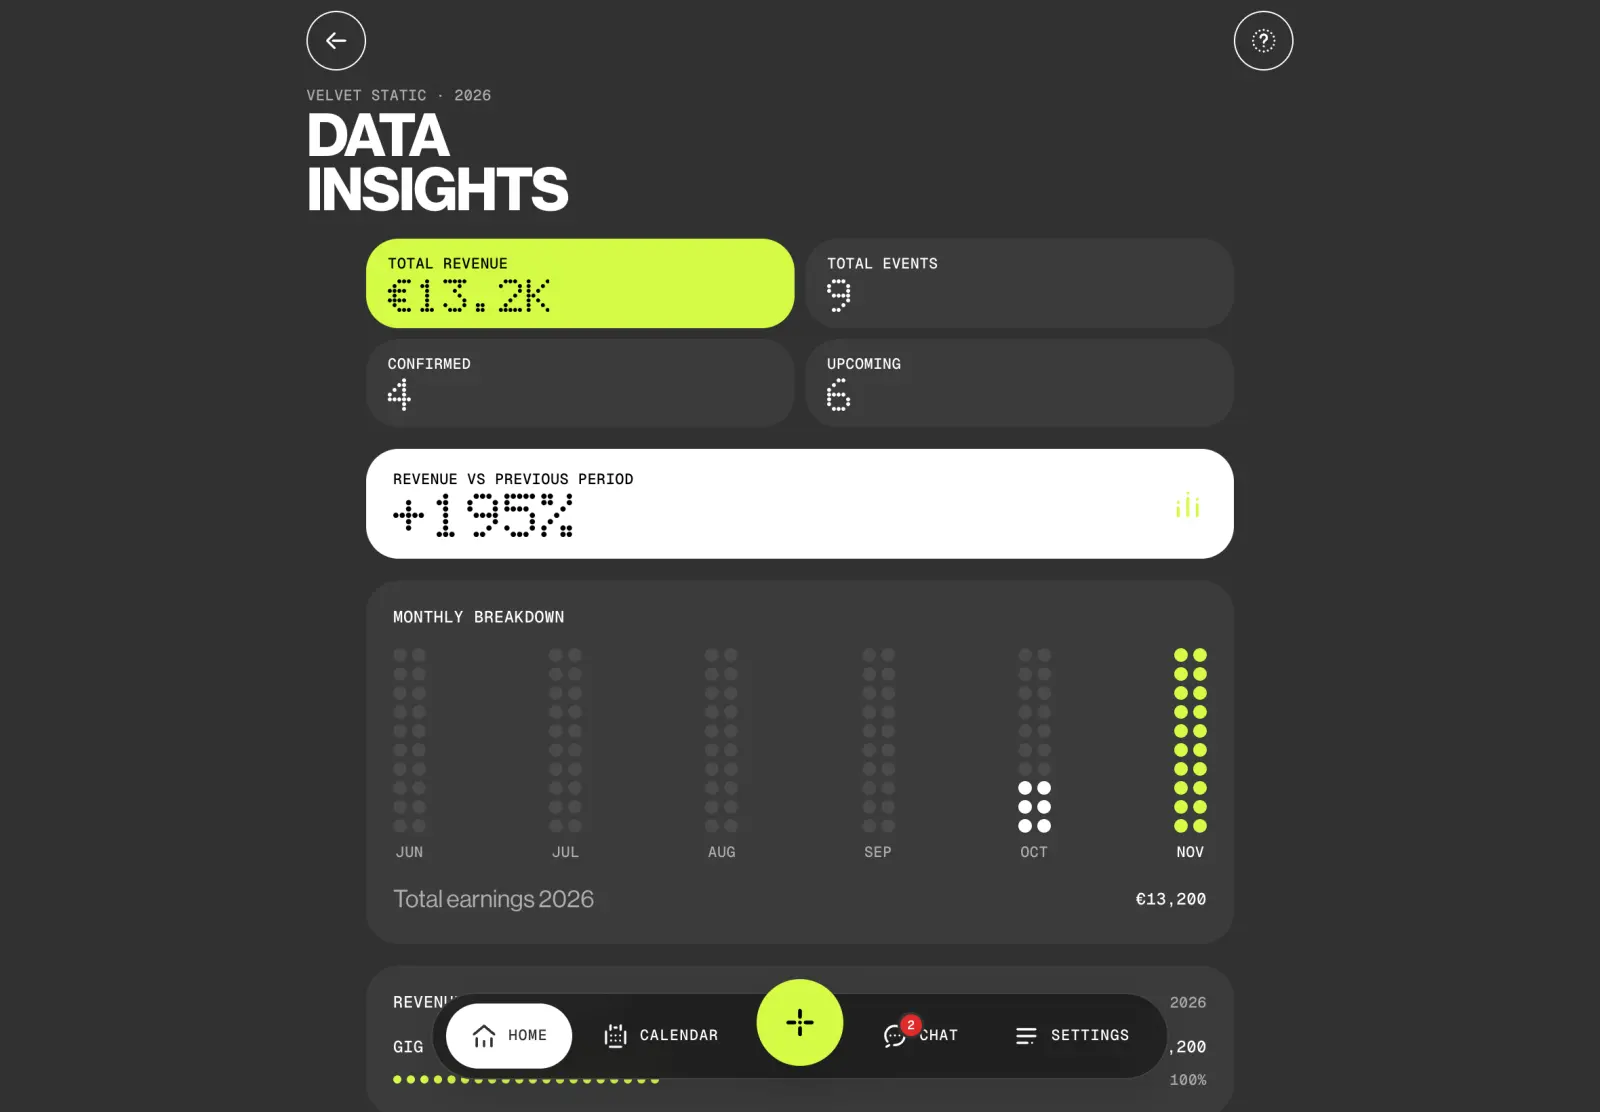 VELVET STATIC · 2026
DATA
INSIGHTS
TOTAL REVENUE
€13.2K
TOTAL EVENTS
9
CONFIRMED
4
UPCOMING
6
REVENUE VS PREVIOUS PERIOD
+195%
MONTHLY BREAKDOWN
JUN JUL AUG SEP OCT NOV
Total earnings 2026 €13,200
2026
GIG ,200
100%
HOME CALENDAR 2 CHAT SETTINGS